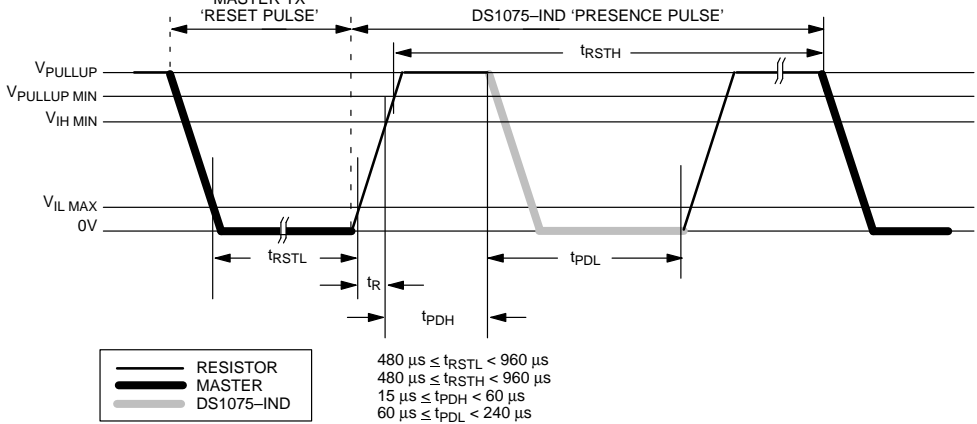 MASTER TX
'RESET PULSE'
DS1075–IND 'PRESENCE PULSE'
tRSTH
VPULLUP
VPULLUP MIN
VIH MIN
VIL MAX
0V
tRSTL
tR
tPDL
tPDH
RESISTOR
MASTER
DS1075–IND
480 µs ≤ tRSTL < 960 µs
480 µs ≤ tRSTH < 960 µs
15 µs ≤ tPDH < 60 µs
60 µs ≤ tPDL < 240 µs